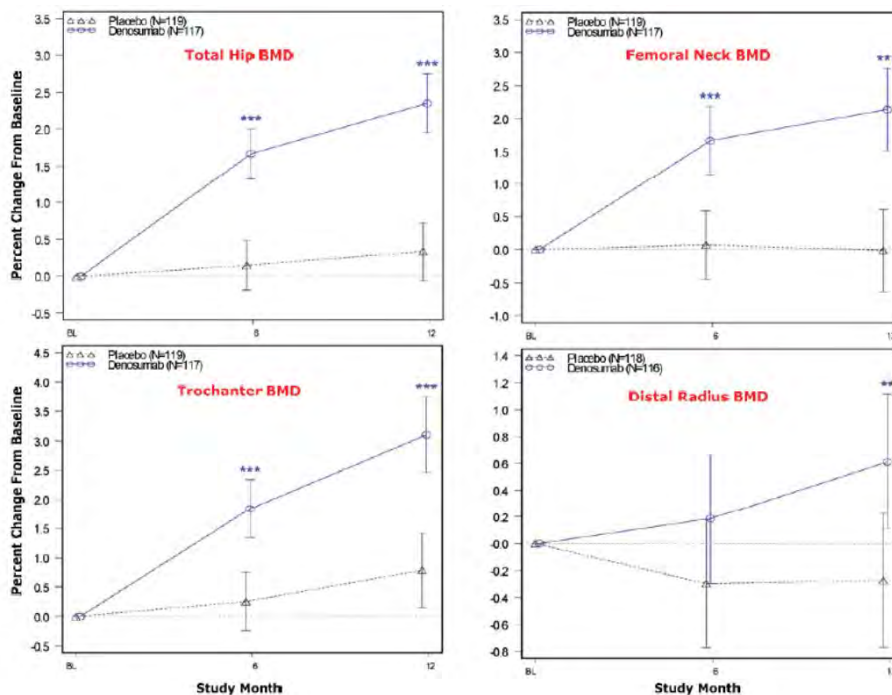 Percent Change From Baseline
3.5
3.0
2.5
2.0
1.5
1.0
0.5
0.0
-0.5
Placebo (N=119)
Denosumab (N=117)
Total Hip BMD
***
***
BL
6
12
3.5
3.0
2.5
2.0
1.5
1.0
0.5
0.0
-0.5
-1.0
Placebo (N=119)
Denosumab (N=117)
Femoral Neck BMD
***
**
BL
6
1
Percent Change From Baseline
4.5
4.0
3.5
3.0
2.5
2.0
1.5
1.0
0.5
0.0
-0.5
Placebo (N=119)
Denosumab (N=117)
Trochanter BMD
***
***
BL
6
12
Study Month
1.4
1.2
1.0
0.8
0.6
0.4
0.2
-0.0
-0.2
-0.4
-0.6
-0.8
Placebo (N=118)
Denosumab (N=116)
Distal Radius BMD
**
BL
6
1
Study Month